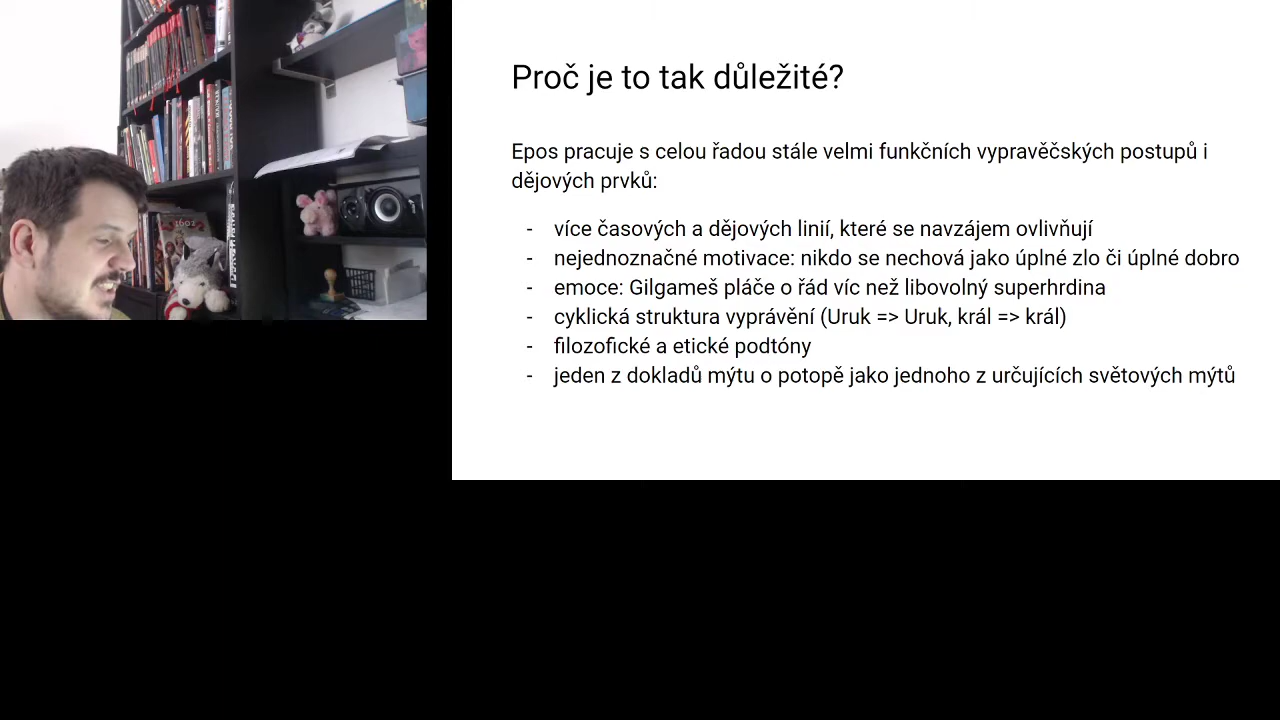 Proč je to tak důležité?
Epos pracuje s celou řadou stále velmi funkčních vypravěčských postupů i
dějových prvků:
- více časových a dějových linií, které se navzájem ovlivňují
- nejednoznačné motivace: nikdo se nechová jako úplné zlo či úplné dobro
- emoce: Gilgameš pláče o řád víc než libovolný superhrdina
- cyklická struktura vyprávění (Uruk => Uruk, král => král)
- filozofické a etické podtóny
- jeden z dokladů mýtu o potopě jako jednoho z určujících světových mýtů
1602